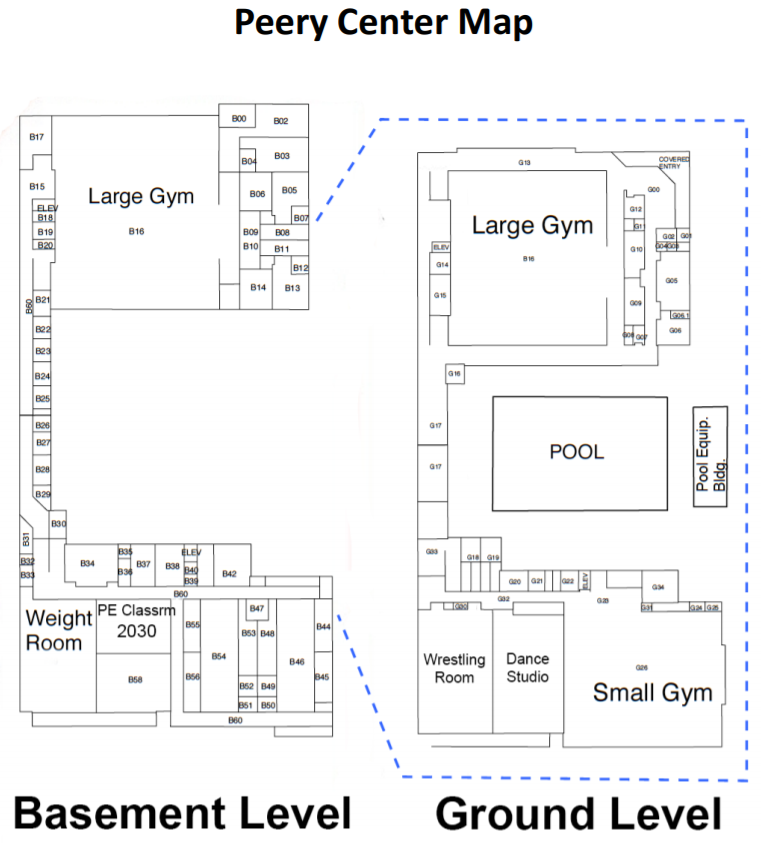 Peery Center Map
B00
B02
B17
B04
B03
B15
B06
B05
ELEV
B18
B19
B20
Large Gym
B16
B07
B09
B08
B10
B11
B12
B14
B13
B60
B21
B22
B23
B24
B25
B26
B27
B28
B29
B30
B31
B32
B33
B34
B35
B36
B37
B38
ELEV
B40
B39
B42
B60
Weight
Room
PE Classrm
2030
B58
B55
B56
B54
B47
B53
B48
B52
B49
B51
B50
B46
B44
B45
B60
Basement Level
G13
COVERED
ENTRY
G00
Large Gym
B16
ELEV
G14
G15
G12
G11
G10
G09
G08
G07
G02
G01
G04
G03
G05
G06.1
G06
G16
G17
G17
POOL
Pool Equip.
Bldg.
G33
G18
G19
G20
G21
G22
ELEV
G34
G32
G23
G30
G31
G24
G25
Wrestling
Room
Dance
Studio
G26
Small Gym
Ground Level